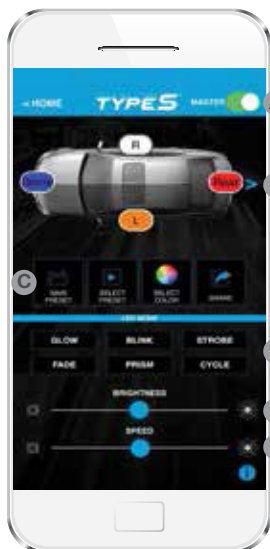 < HOME TYPE S MASTER
R
Rear >
L
C
SAVE PRESET SELECT PRESET SELECT COLOR SHARE
LED MODE
GLOW BLINK STROBE
FADE PRISM CYCLE
BRIGHTNESS
SPEED
i